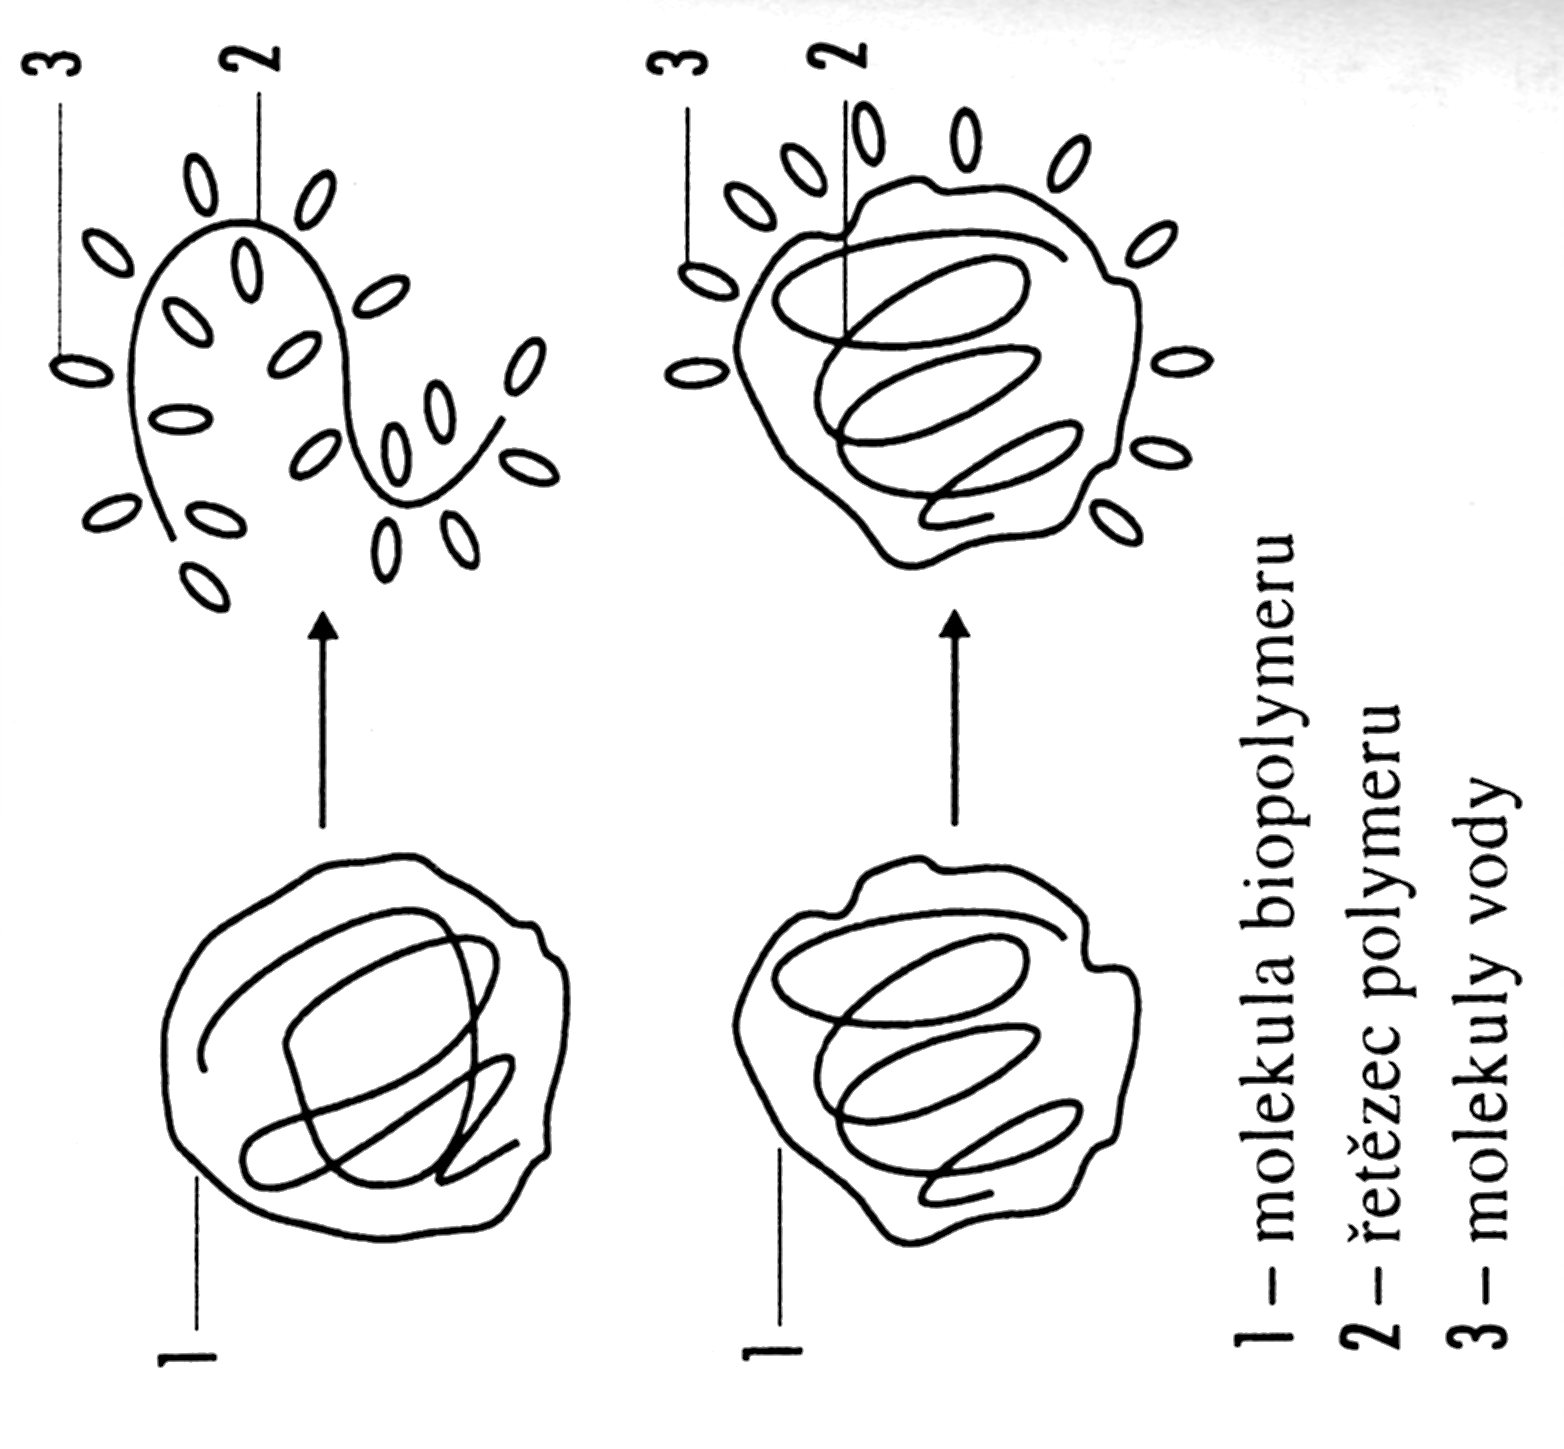 3
2
3
2
1
1
1 – molekula biopolymeru
2 – řetězec polymeru
3 – molekuly vody